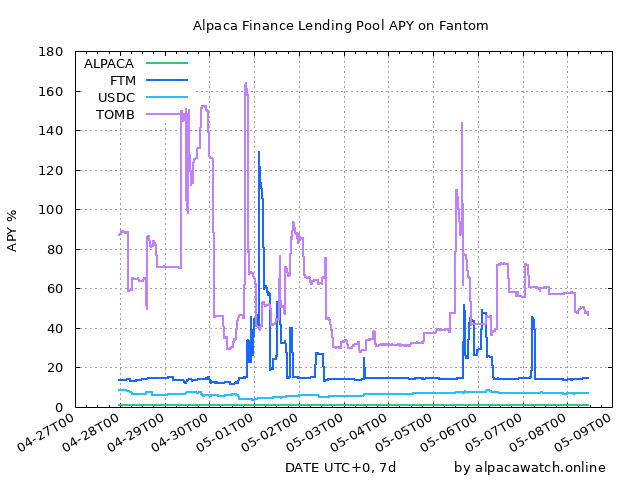 Alpaca Finance Lending Pool APY on Fantom
180
160
140
120
100
80
60
40
20
0
APY %
ALPACA
FTM
USDC
TOMB
04-27T00
04-28T00
04-29T00
04-30T00
05-01T00
05-02T00
05-03T00
05-04T00
05-05T00
05-06T00
05-07T00
05-08T00
05-09T00
DATE UTC+0, 7d
by alpacawatch.online